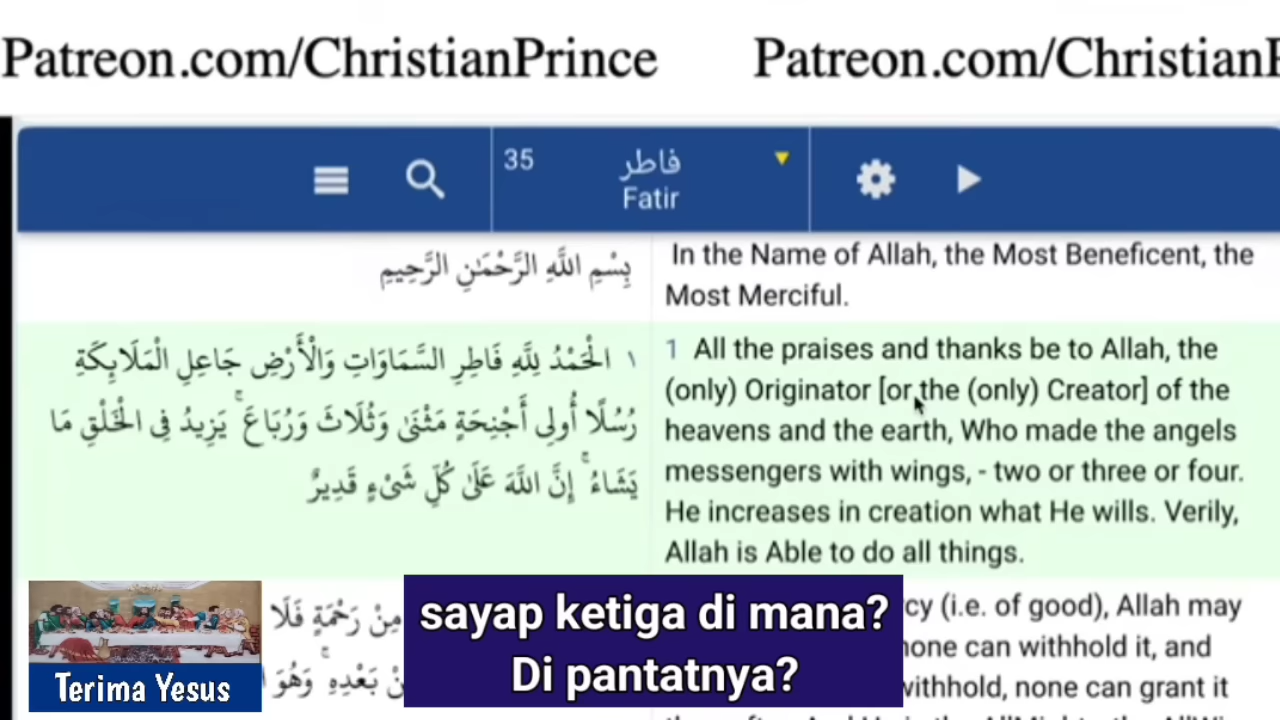 Patreon.com/ChristianPrince Patreon.com/Christian
35
فاطر
Fatir
بِسْمِ اللَّهِ الرَّحْمَٰنِ الرَّحِيمِ
In the Name of Allah, the Most Beneficent, the
Most Merciful.
١ الْحَمْدُ لِلَّهِ فَاطِرِ السَّمَاوَاتِ وَالْأَرْضِ جَاعِلِ الْمَلَائِكَةِ
رُسُلًا أُولِي أَجْنِحَةٍ مَثْنَىٰ وَثُلَاثَ وَرُبَاعَ ۚ يَزِيدُ فِي الْخَلْقِ مَا
يَشَاءُ ۚ إِنَّ اللَّهَ عَلَىٰ كُلِّ شَيْءٍ قَدِيرٌ
1 All the praises and thanks be to Allah, the
(only) Originator [or the (only) Creator] of the
heavens and the earth, Who made the angels
messengers with wings, - two or three or four.
He increases in creation what He wills. Verily,
Allah is Able to do all things.
مِنْ رَحْمَةٍ فَلَا
cy (i.e. of good), Allah may
none can withhold it, and
بَعْدِهِ ۚ وَهُوَ
withhold, none can grant it
sayap ketiga di mana?
Di pantatnya?
Terima Yesus